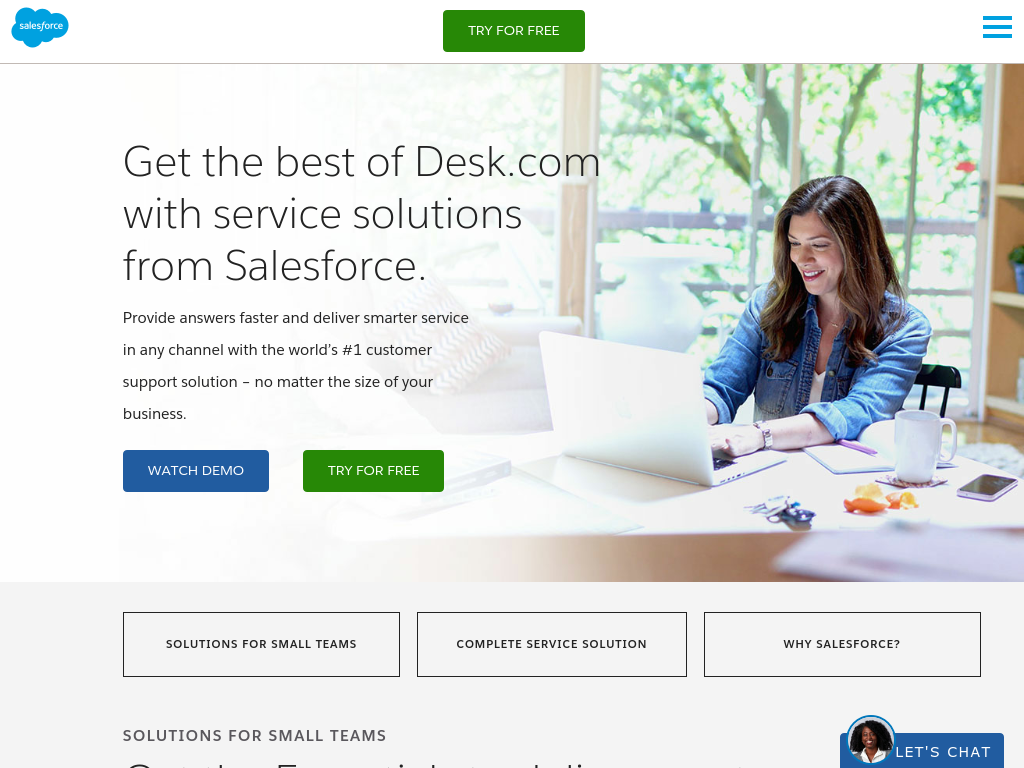 salesforce
TRY FOR FREE
Get the best of Desk.com
with service solutions
from Salesforce.
Provide answers faster and deliver smarter service
in any channel with the world’s #1 customer
support solution – no matter the size of your
business.
WATCH DEMO
TRY FOR FREE
SOLUTIONS FOR SMALL TEAMS
COMPLETE SERVICE SOLUTION
WHY SALESFORCE?
SOLUTIONS FOR SMALL TEAMS
LET'S CHAT